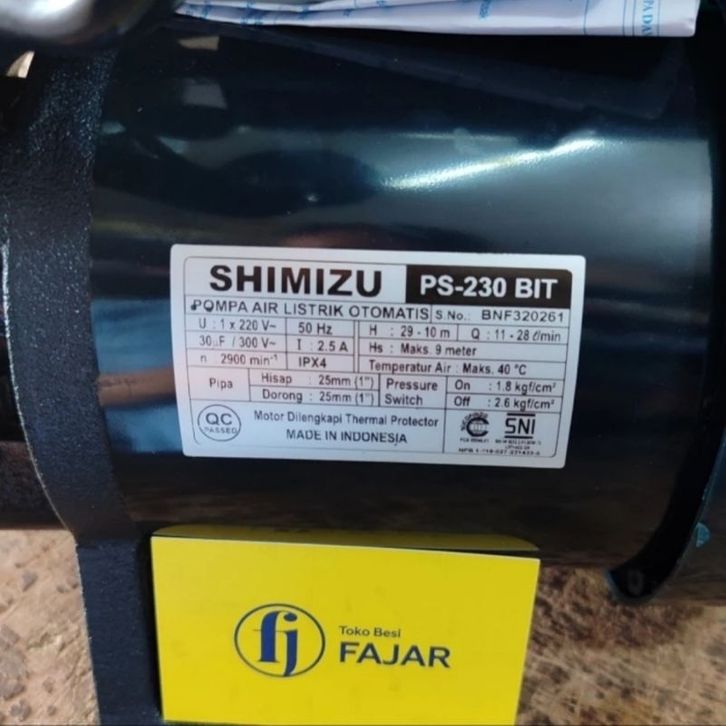 SHIMIZU PS-230 BIT
POMPA AIR LISTRIK OTOMATIS S.No.: BNF320261
U : 1 x 220 V~ 50 Hz H : 29 - 10 m Q : 11 - 28 ℓ/min
30µF / 300 V~ I : 2.5 A Hs : Maks. 9 meter
n : 2900 min⁻¹ IPX4 Temperatur Air : Maks. 40 °C
Pipa Hisap : 25mm (1") Pressure Switch On : 1.8 kgf/cm²
Dorong : 25mm (1") Off : 2.6 kgf/cm²
QC
PASSED
Motor Dilengkapi Thermal Protector
MADE IN INDONESIA
SNI
fj
Toko Besi
FAJAR